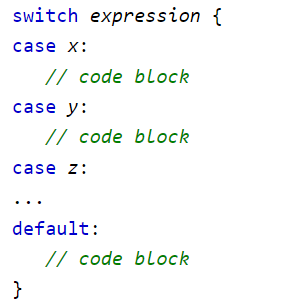 switch expression {
case x:
   // code block
case y:
   // code block
case z:
...
default:
   // code block
}